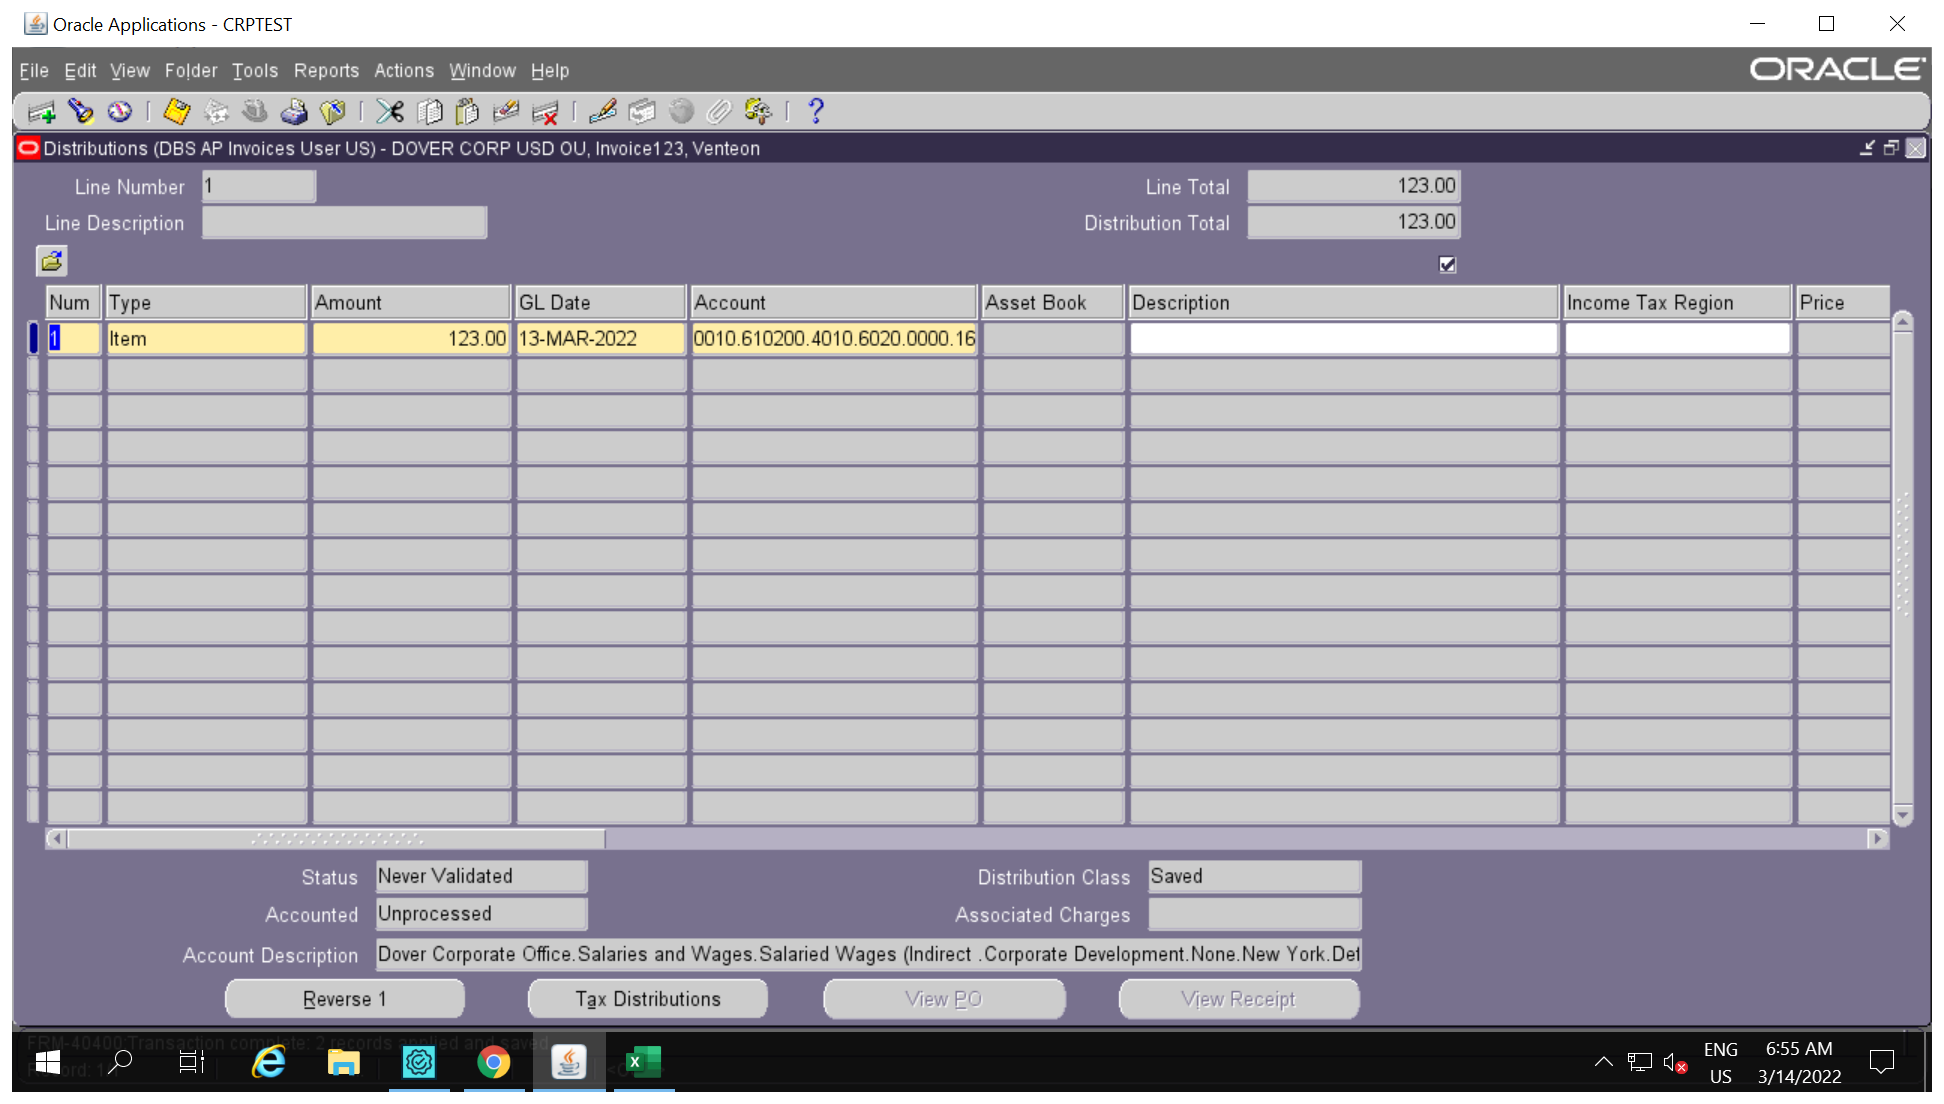 Oracle Applications - CRPTEST
File Edit View Folder Tools Reports Actions Window Help
ORACLE
Distributions (DBS AP Invoices User US) - DOVER CORP USD OU, Invoice123, Venteon
Line Number 1
Line Total 123.00
Line Description
Distribution Total 123.00
Num Type Amount GL Date Account Asset Book Description Income Tax Region Price
1 Item 123.00 13-MAR-2022 0010.610200.4010.6020.0000.16
Status Never Validated
Distribution Class Saved
Accounted Unprocessed
Associated Charges
Account Description Dover Corporate Office.Salaries and Wages.Salaried Wages (Indirect .Corporate Development.None.New York.Def
Reverse 1 Tax Distributions View PO View Receipt
FRM-40400:Transaction complete: 2 records applied and saved
ENG 6:55 AM
US 3/14/2022